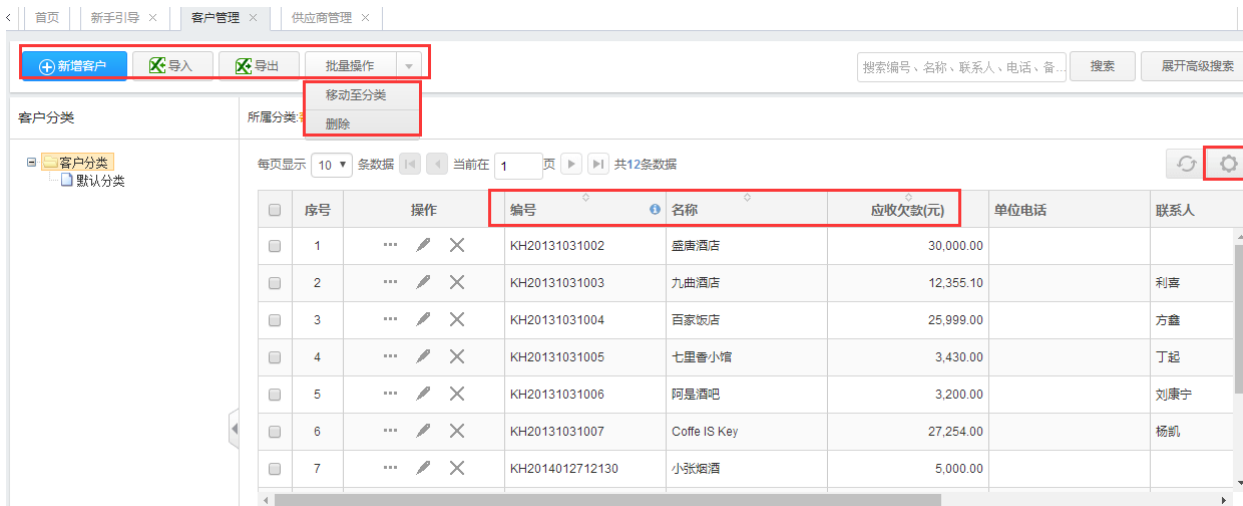 首页 新手引导 × 客户管理 × 供应商管理 ×
新增客户 导入 导出 批量操作 搜索编号、名称、联系人、电话、备... 搜索 展开高级搜索
移动至分类
删除
客户分类 所属分类:
客户分类
默认分类
每页显示 10 条数据 当前在 1 页 共12条数据
序号 操作 编号 名称 应收欠款(元) 单位电话 联系人
1 KH20131031002 盛唐酒店 30,000.00
2 KH20131031003 九曲酒店 12,355.10 利喜
3 KH20131031004 百家饭店 25,999.00 方鑫
4 KH20131031005 七里香小馆 3,430.00 丁起
5 KH20131031006 阿是酒吧 3,200.00 刘康宁
6 KH20131031007 Coffe IS Key 27,254.00 杨凯
7 KH2014012712130 小张烟酒 5,000.00